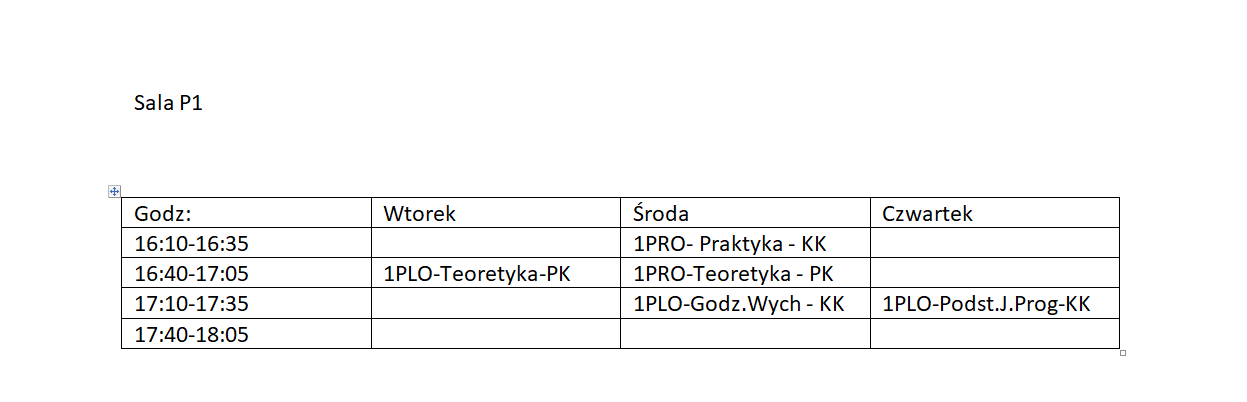 Sala P1
Godz: Wtorek Środa Czwartek
16:10-16:35 1PRO- Praktyka - KK
16:40-17:05 1PLO-Teoretyka-PK 1PRO-Teoretyka - PK
17:10-17:35 1PLO-Godz.Wych - KK 1PLO-Podst.J.Prog-KK
17:40-18:05